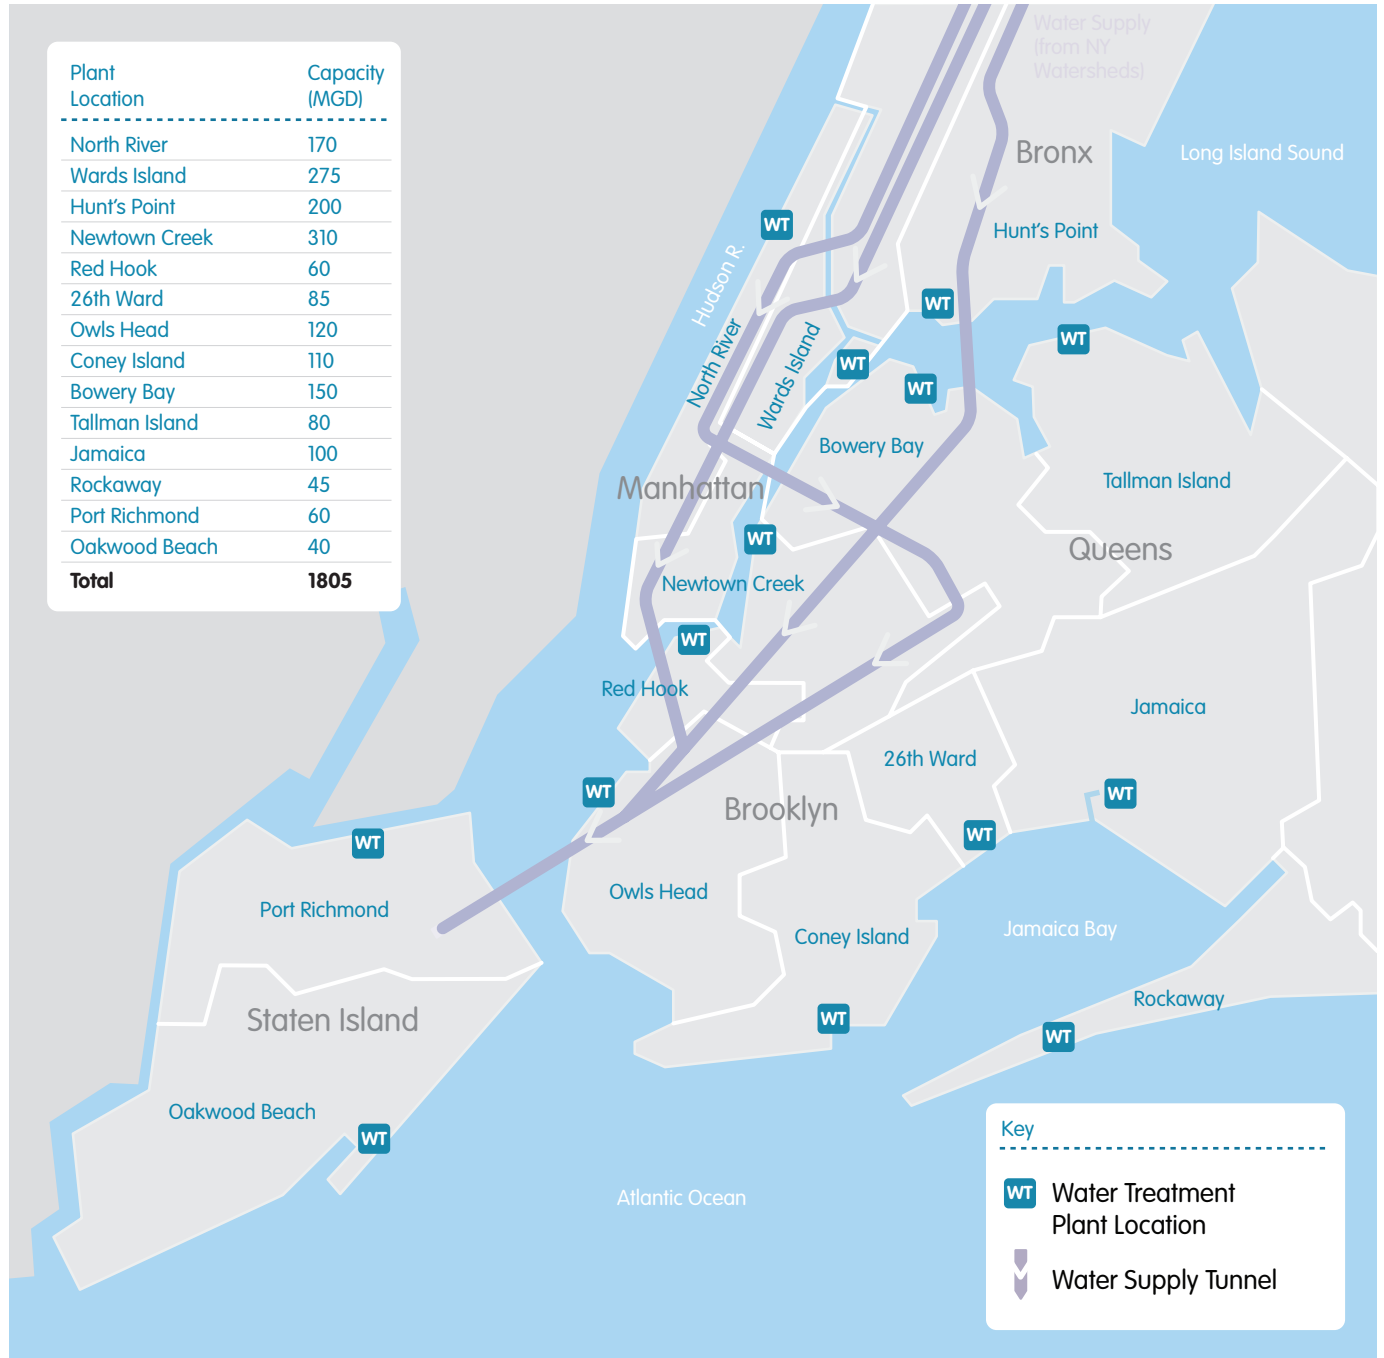 Plant Location
Capacity (MGD)
North River 170
Wards Island 275
Hunt's Point 200
Newtown Creek 310
Red Hook 60
26th Ward 85
Owls Head 120
Coney Island 110
Bowery Bay 150
Tallman Island 80
Jamaica 100
Rockaway 45
Port Richmond 60
Oakwood Beach 40
Total 1805
Water Supply
(from NY
Watersheds)
Bronx
Long Island Sound
WT
Hunt's Point
Hudson R.
WT
WT
North River
Wards Island
WT
WT
Bowery Bay
Manhattan
Tallman Island
WT
Queens
Newtown Creek
WT
Red Hook
Jamaica
26th Ward
WT
WT
Brooklyn
WT
WT
Owls Head
Port Richmond
Coney Island
Jamaica Bay
Rockaway
Staten Island
WT
WT
Oakwood Beach
WT
Atlantic Ocean
Key
WT Water Treatment
Plant Location
Water Supply Tunnel